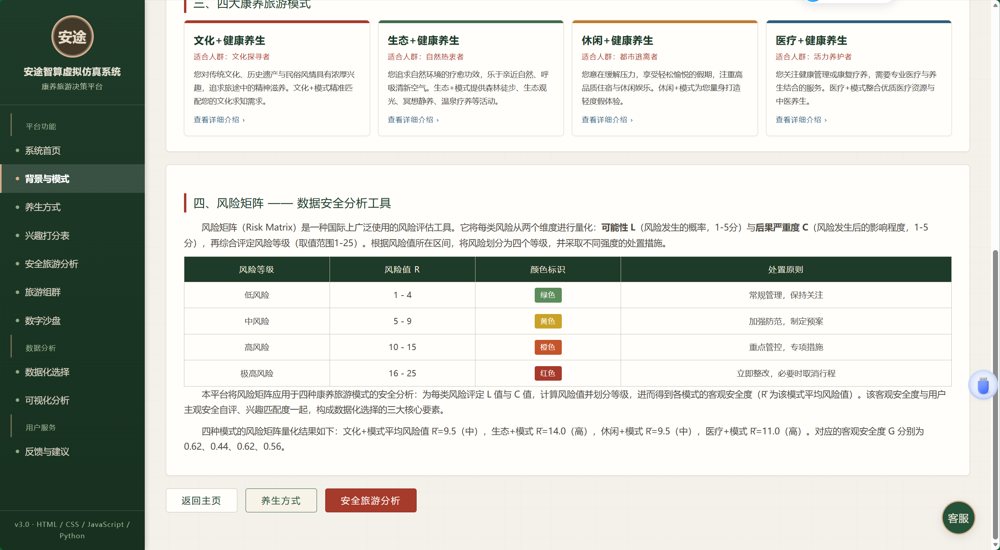 安途
安途智算虚拟仿真系统
康养旅游决策平台
平台功能
系统首页
背景与模式
养生方式
兴趣打分表
安全旅游分析
旅游组群
数字沙盘
数据分析
数据化选择
可视化分析
用户服务
反馈与建议
v3.0 · HTML / CSS / JavaScript /
Python
三、四大康养旅游模式
文化+健康养生
适合人群：文化探寻者
您对传统文化、历史遗产与民俗风情具有浓厚兴
趣，追求旅途中的精神滋养。文化+模式精准匹
配您的文化求知需求。
查看详细介绍 ›
生态+健康养生
适合人群：自然热衷者
您追求自然环境的疗愈功效，乐于亲近自然、呼
吸清新空气。生态+模式提供森林徒步、生态观
光、冥想静养、温泉疗养等活动。
查看详细介绍 ›
休闲+健康养生
适合人群：都市逃离者
您意在缓解压力，享受轻松愉悦的假期，注重高
品质住宿与休闲娱乐。休闲+模式为您量身打造
轻度假体验。
查看详细介绍 ›
医疗+健康养生
适合人群：活力养护者
您关注健康管理或康复疗养，需要专业医疗与养
生结合的服务。医疗+模式整合优质医疗资源与
中医养生。
查看详细介绍 ›
四、风险矩阵 —— 数据安全分析工具
风险矩阵（Risk Matrix）是一种国际上广泛使用的风险评估工具。它将每类风险从两个维度进行量化：可能性 L（风险发生的概率，1-5分）与后果严重度 C（风险发生后的影响程度，1-5
分），再综合评定风险等级（取值范围1-25）。根据风险值所在区间，将风险划分为四个等级，并采取不同强度的处置措施。
风险等级 风险值 R 颜色标识 处置原则
低风险 1 - 4 绿色 常规管理，保持关注
中风险 5 - 9 黄色 加强防范，制定预案
高风险 10 - 15 橙色 重点管控，专项措施
极高风险 16 - 25 红色 立即整改，必要时取消行程
本平台将风险矩阵应用于四种康养旅游模式的安全分析：为每类风险评定 L 值与 C 值，计算风险值并划分等级，进而得到各模式的客观安全度（R̄ 为该模式平均风险值）。该客观安全度与用户
主观安全自评、兴趣匹配度一起，构成数据化选择的三大核心要素。
四种模式的风险矩阵量化结果如下：文化+模式平均风险值 R̄=9.5（中），生态+模式 R̄=14.0（高），休闲+模式 R̄=9.5（中），医疗+模式 R̄=11.0（高）。对应的客观安全度 G 分别为
0.62、0.44、0.62、0.56。
返回主页
养生方式
安全旅游分析
客服